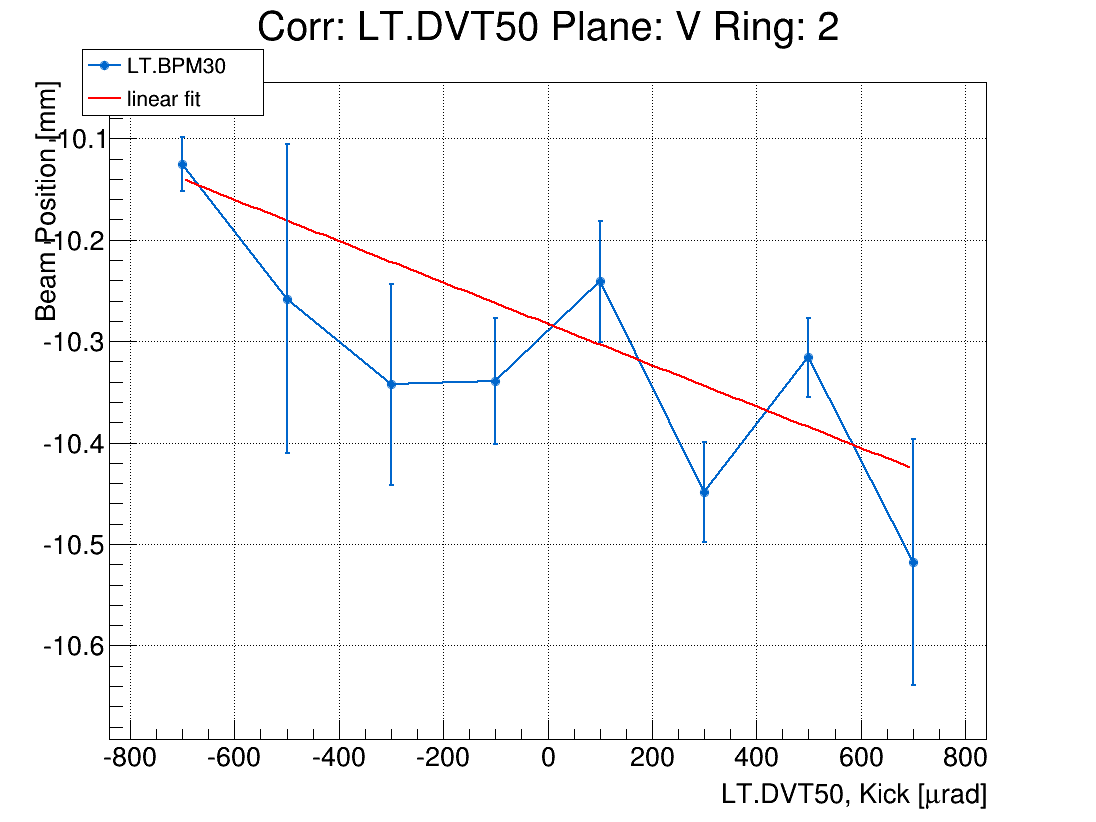 Corr: LT.DVT50 Plane: V Ring: 2
LT.BPM30
linear fit
Beam Position [mm]
-10.1
-10.2
-10.3
-10.4
-10.5
-10.6
-800 -600 -400 -200 0 200 400 600 800
LT.DVT50, Kick [μrad]